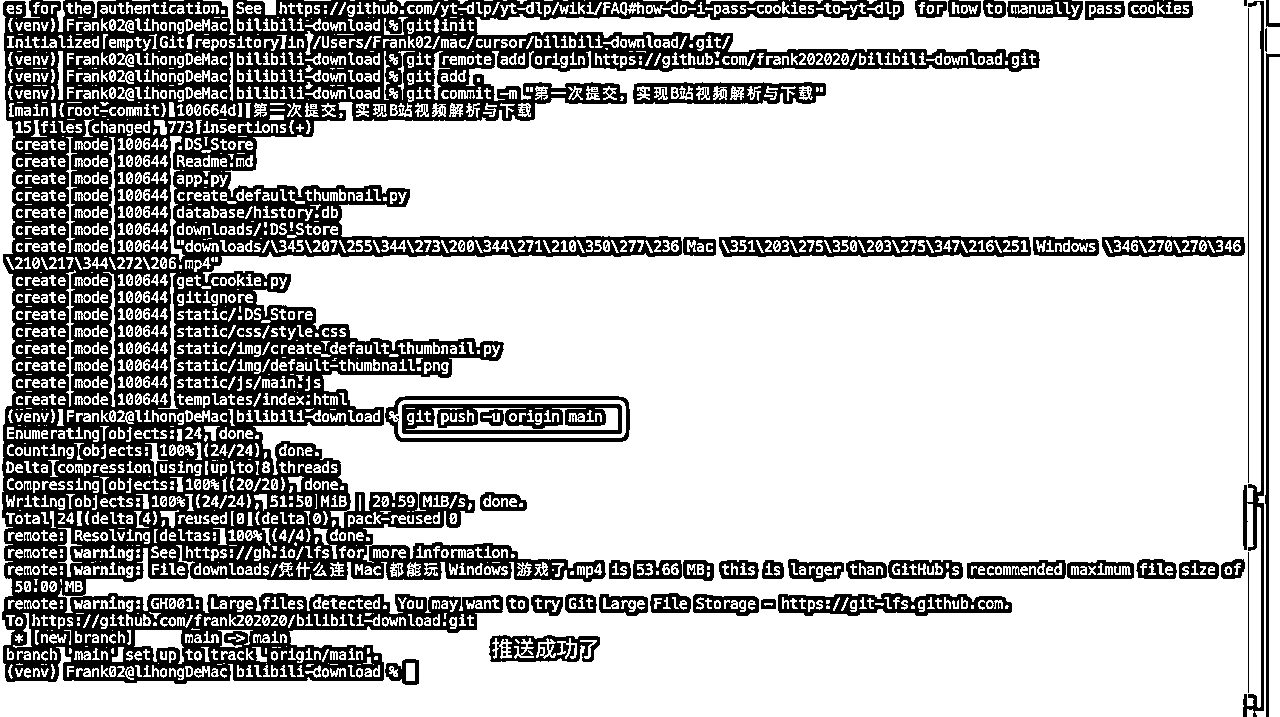 es for the authentication. See  https://github.com/yt-dlp/yt-dlp/wiki/FAQ#how-do-i-pass-cookies-to-yt-dlp  for how to manually pass cookies
(venv) Frank02@lihongDeMac bilibili-download % git init
Initialized empty Git repository in /Users/Frank02/mac/cursor/bilibili-download/.git/
(venv) Frank02@lihongDeMac bilibili-download % git remote add origin https://github.com/frank202020/bilibili-download.git
(venv) Frank02@lihongDeMac bilibili-download % git add .
(venv) Frank02@lihongDeMac bilibili-download % git commit -m "第一次提交, 实现B站视频解析与下载"
[main (root-commit) 100664d] 第一次提交, 实现B站视频解析与下载
 15 files changed, 773 insertions(+)
 create mode 100644 .DS_Store
 create mode 100644 Readme.md
 create mode 100644 app.py
 create mode 100644 create_default_thumbnail.py
 create mode 100644 database/history.db
 create mode 100644 downloads/.DS_Store
 create mode 100644 "downloads/\345\207\255\344\273\200\344\271\210\350\277\236 Mac \351\203\275\350\203\275\347\216\251 Windows \346\270\270\346
\210\217\344\272\206.mp4"
 create mode 100644 get_cookie.py
 create mode 100644 gitignore
 create mode 100644 static/.DS_Store
 create mode 100644 static/css/style.css
 create mode 100644 static/img/create_default_thumbnail.py
 create mode 100644 static/img/default-thumbnail.png
 create mode 100644 static/js/main.js
 create mode 100644 templates/index.html
(venv) Frank02@lihongDeMac bilibili-download % git push -u origin main
Enumerating objects: 24, done.
Counting objects: 100% (24/24), done.
Delta compression using up to 8 threads
Compressing objects: 100% (20/20), done.
Writing objects: 100% (24/24), 51.50 MiB | 20.59 MiB/s, done.
Total 24 (delta 4), reused 0 (delta 0), pack-reused 0
remote: Resolving deltas: 100% (4/4), done.
remote: warning: See https://gh.io/lfs for more information.
remote: warning: File downloads/凭什么连 Mac 都能玩 Windows 游戏了.mp4 is 53.66 MB; this is larger than GitHub's recommended maximum file size of
 50.00 MB
remote: warning: GH001: Large files detected. You may want to try Git Large File Storage - https://git-lfs.github.com.
To https://github.com/frank202020/bilibili-download.git
 * [new branch]      main -> main
branch 'main' set up to track 'origin/main'.
推送成功了
(venv) Frank02@lihongDeMac bilibili-download %